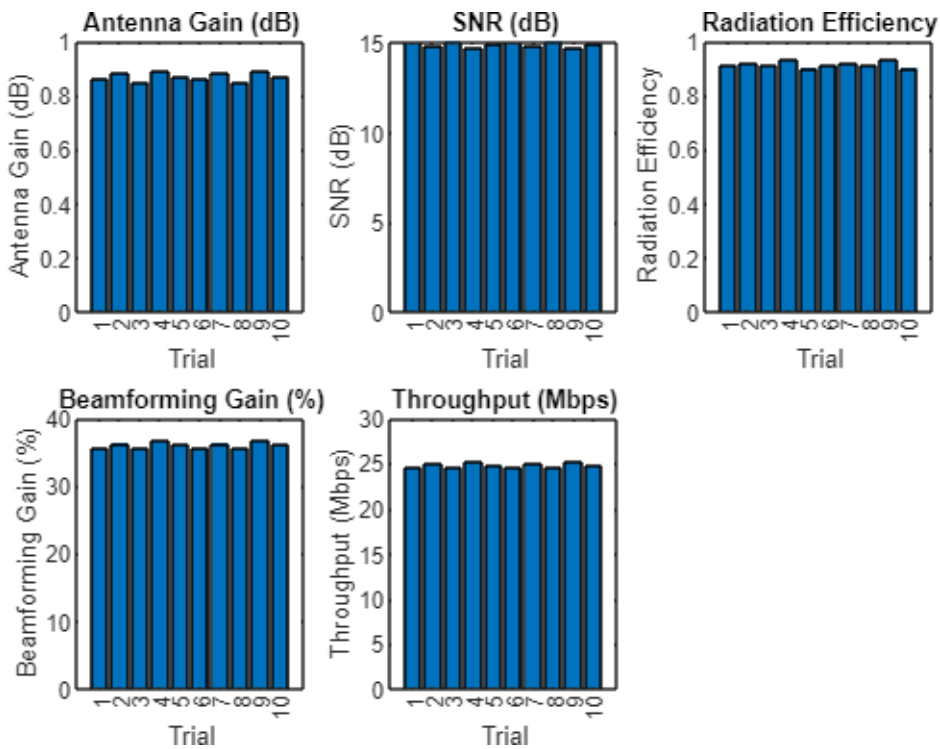 Antenna Gain (dB)
Antenna Gain (dB)
1
0.8
0.6
0.4
0.2
0
1 2 3 4 5 6 7 8 9 10
Trial
SNR (dB)
SNR (dB)
15
10
5
0
1 2 3 4 5 6 7 8 9 10
Trial
Radiation Efficiency
Radiation Efficiency
1
0.8
0.6
0.4
0.2
0
1 2 3 4 5 6 7 8 9 10
Trial
Beamforming Gain (%)
Beamforming Gain (%)
40
30
20
10
0
1 2 3 4 5 6 7 8 9 10
Trial
Throughput (Mbps)
Throughput (Mbps)
30
25
20
15
10
5
0
1 2 3 4 5 6 7 8 9 10
Trial